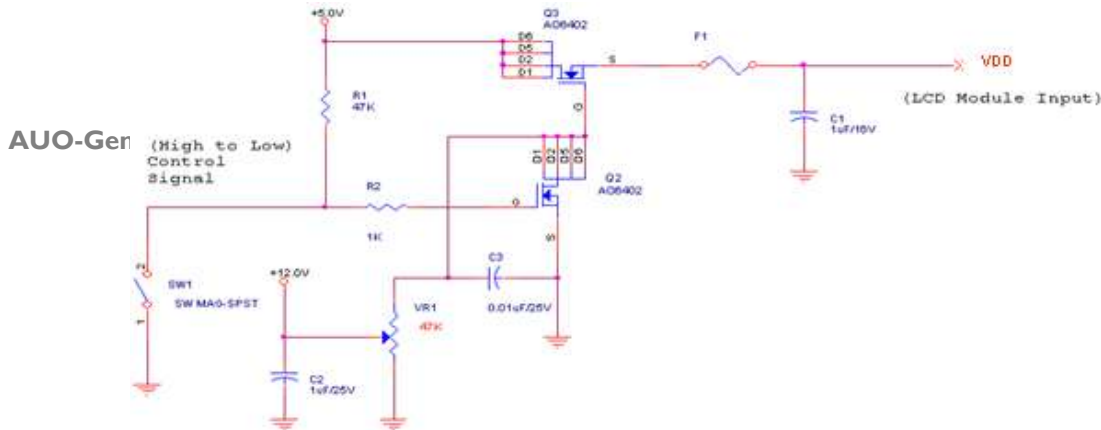 +5.0V
Q3
AO6402
D6
D5
D2
D1
S
G
F1
VDD
(LCD Module Input)
C1
1uF/16V
R1
47K
AUO-Gen
(High to Low)
Control
Signal
D1
D2
D5
D6
Q2
AO6402
R2
1K
G
S
C3
0.01uF/25V
2
SW1
SW MAG-SPST
1
+12.0V
VR1
47K
C2
1uF/25V